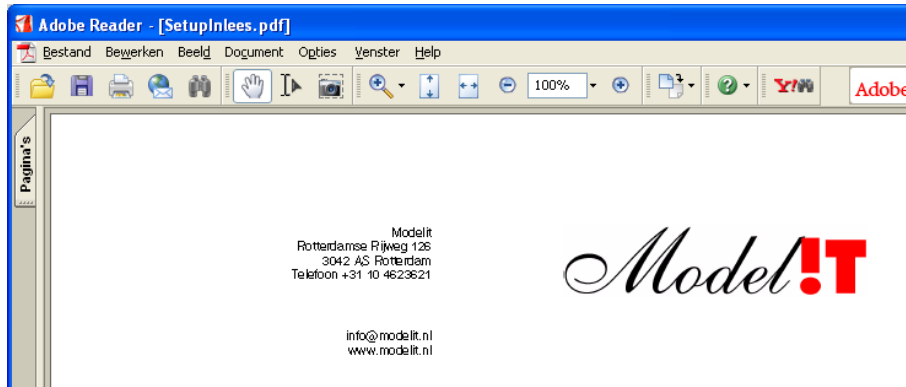 Adobe Reader - [SetupInlees.pdf]
Bestand Bewerken Beeld Document Opties Venster Help
100% Y! Adobe
Pagina's
Modelit
Rotterdamse Rijweg 126
3042 AS Rotterdam
Telefoon +31 10 4623621
Model!T
info@modelit.nl
www.modelit.nl